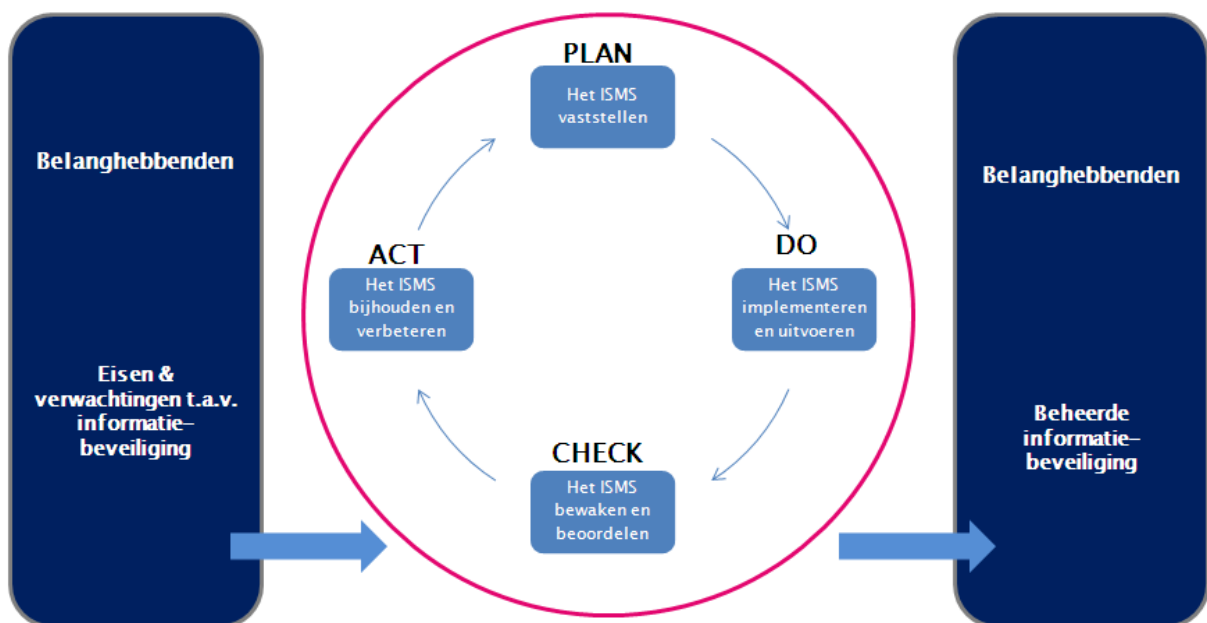 Belanghebbenden
Eisen &
verwachtingen t.a.v.
informatie-
beveiliging
PLAN
Het ISMS
vaststellen
DO
Het ISMS
implementeren
en uitvoeren
CHECK
Het ISMS
bewaken en
beoordelen
ACT
Het ISMS
bijhouden en
verbeteren
Belanghebbenden
Beheerde
informatie-
beveiliging